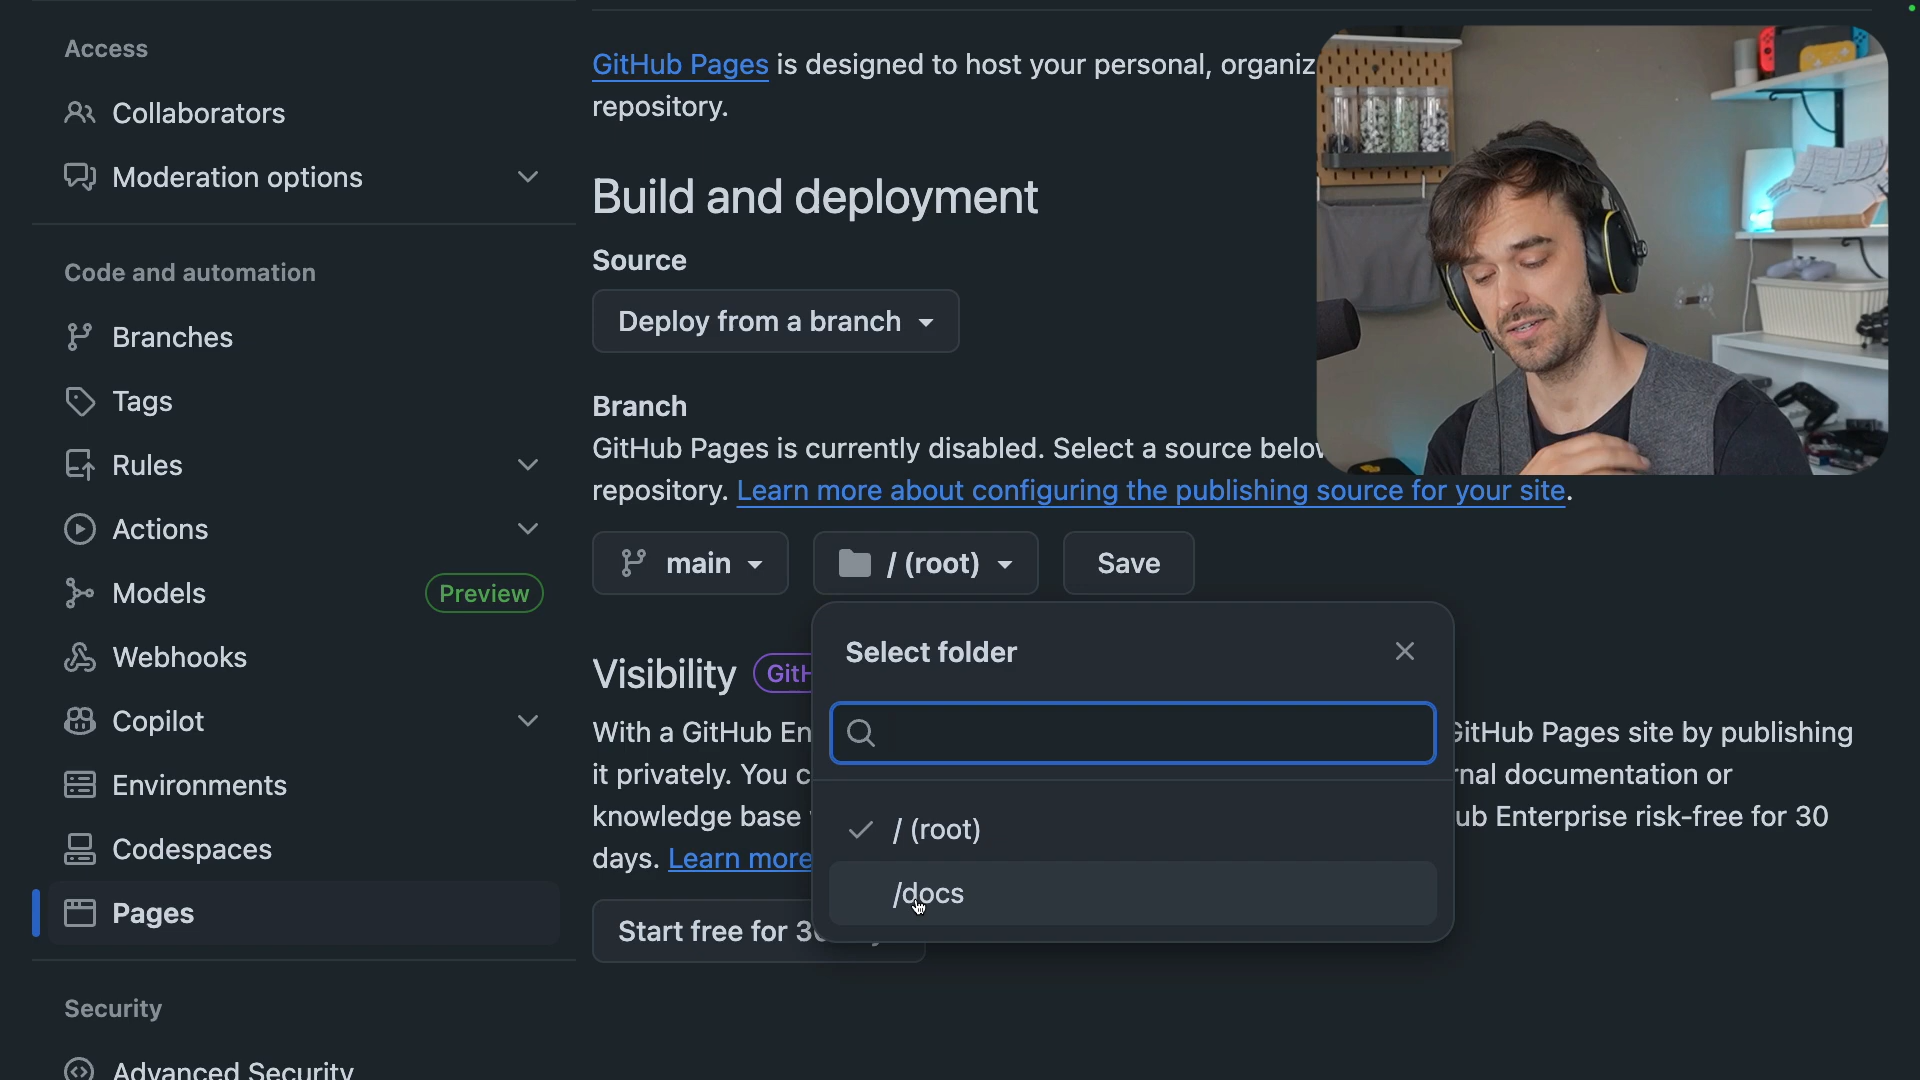 Access
Collaborators
Moderation options
Code and automation
Branches
Tags
Rules
Actions
Models
Preview
Webhooks
Copilot
Environments
Codespaces
Pages
Security
Advanced Security
GitHub Pages is designed to host your personal, organiz
repository.
Build and deployment
Source
Deploy from a branch
Branch
GitHub Pages is currently disabled. Select a source below
repository. Learn more about configuring the publishing source for your site.
main
/ (root)
Save
Select folder
/ (root)
/docs
Visibility GitH
With a GitHub En GitHub Pages site by publishing
it privately. You c rnal documentation or
knowledge base ub Enterprise risk-free for 30
days. Learn more
Start free for 30